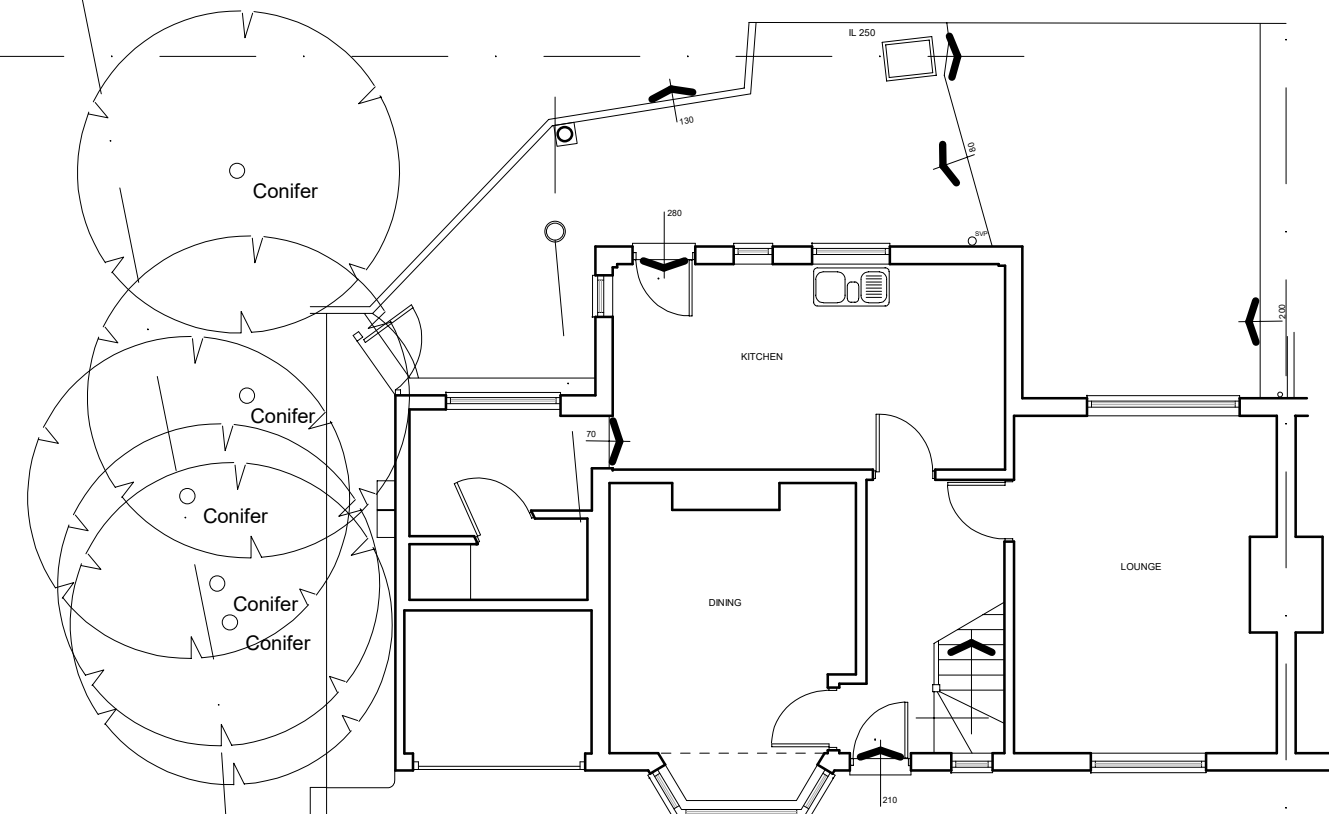 IL 250
130
80
Conifer
280
SVP
200
KITCHEN
Conifer
70
Conifer
LOUNGE
DINING
Conifer
Conifer
210